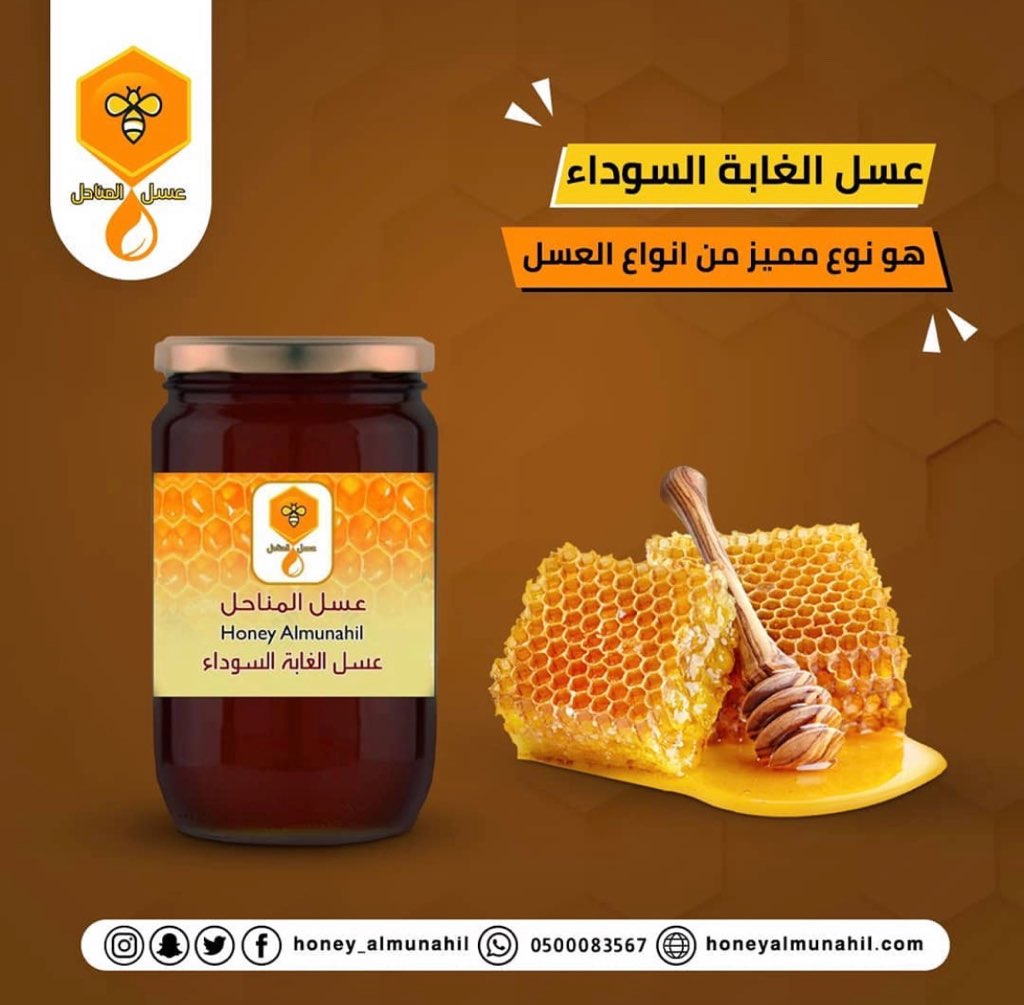 عسل المناحل
عسل الغابة السوداء
هو نوع مميز من انواع العسل
عسل المناحل
عسل المناحل
Honey Almunahil
عسل الغابة السوداء
honey_almunahil 0500083567 honeyalmunahil.com